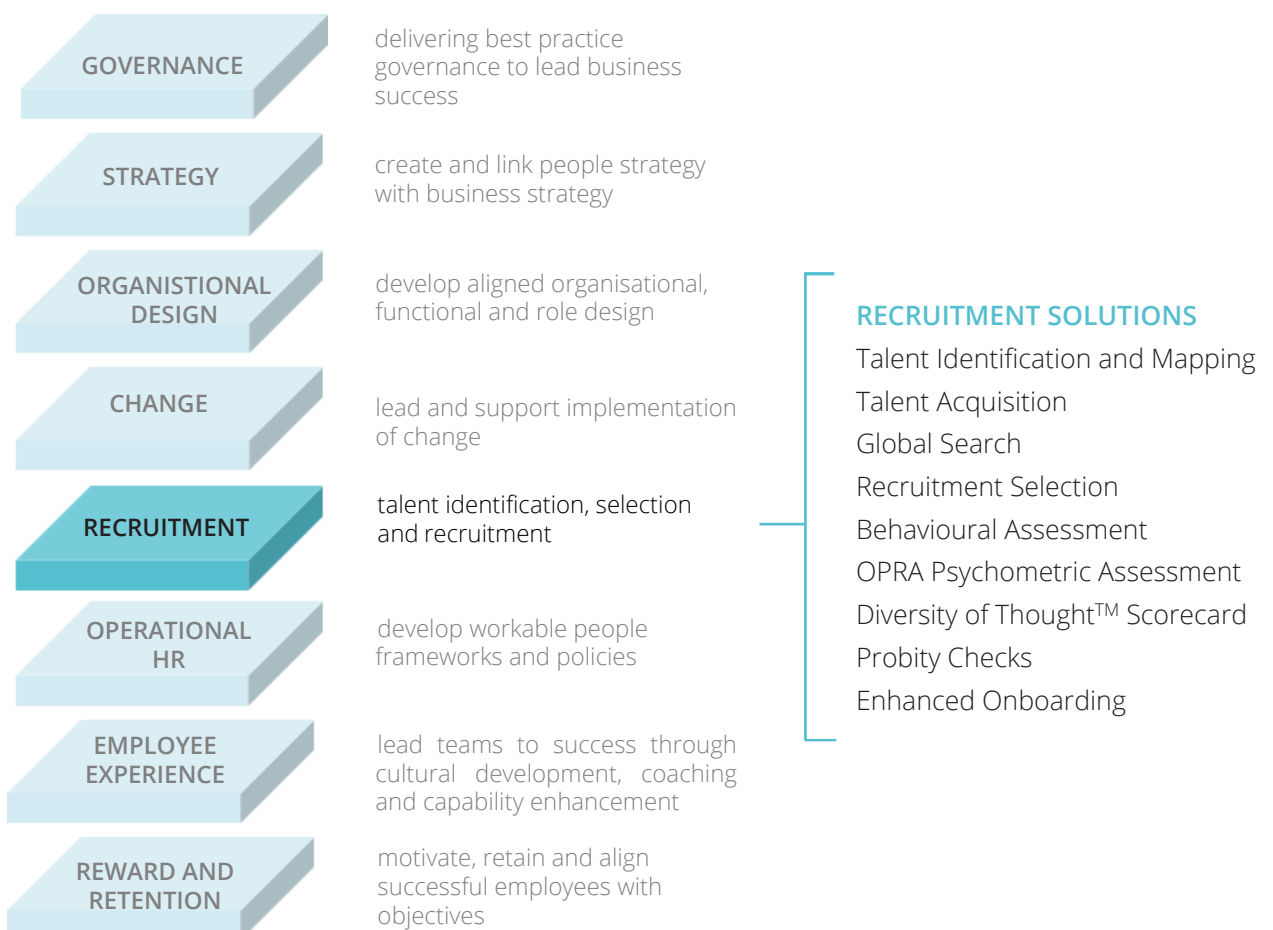 GOVERNANCE
delivering best practice
governance to lead business
success
STRATEGY
create and link people strategy
with business strategy
ORGANISTIONAL
DESIGN
develop aligned organisational,
functional and role design
CHANGE
lead and support implementation
of change
RECRUITMENT
talent identification, selection
and recruitment
OPERATIONAL
HR
develop workable people
frameworks and policies
EMPLOYEE
EXPERIENCE
lead teams to success through
cultural development, coaching
and capability enhancement
REWARD AND
RETENTION
motivate, retain and align
successful employees with
objectives
RECRUITMENT SOLUTIONS
Talent Identification and Mapping
Talent Acquisition
Global Search
Recruitment Selection
Behavioural Assessment
OPRA Psychometric Assessment
Diversity of Thought™ Scorecard
Probity Checks
Enhanced Onboarding